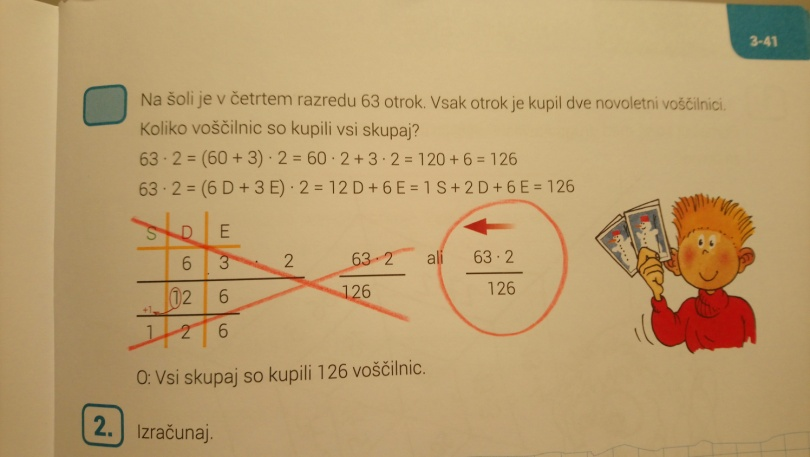 3-41
Na šoli je v četrtem razredu 63 otrok. Vsak otrok je kupil dve novoletni voščilnici.
Koliko voščilnic so kupili vsi skupaj?
63 · 2 = (60 + 3) · 2 = 60 · 2 + 3 · 2 = 120 + 6 = 126
63 · 2 = (6 D + 3 E) · 2 = 12 D + 6 E = 1 S + 2 D + 6 E = 126
S D E
6 3 · 2 63 · 2 ali 63 · 2
12 6 126 126
+1
1 2 6
O: Vsi skupaj so kupili 126 voščilnic.
2. Izračunaj.